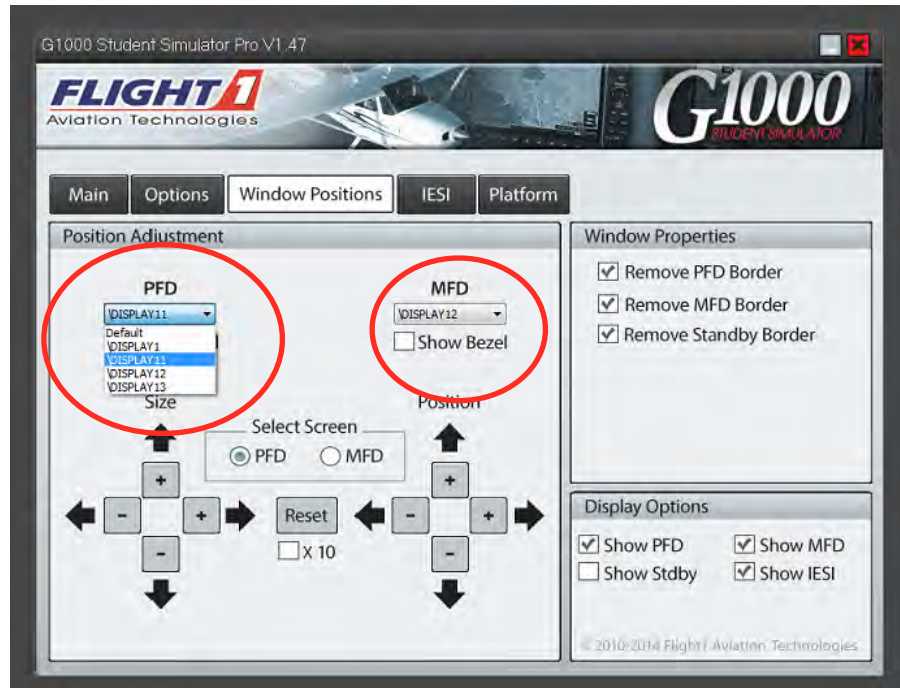 G1000 Student Simulator Pro V1.47
FLIGHT1
Aviation Technologies
G1000
STUDENT SIMULATOR
Main Options Window Positions IESI Platform
Position Adjustment
PFD
\DISPLAY11
Default
\DISPLAY1
\DISPLAY11
\DISPLAY12
\DISPLAY13
MFD
\DISPLAY12
Show Bezel
Size
Position
Select Screen
PFD MFD
Reset
X 10
Window Properties
Remove PFD Border
Remove MFD Border
Remove Standby Border
Display Options
Show PFD Show MFD
Show Stdby Show IESI
© 2010-2014 Flight1 Aviation Technologies